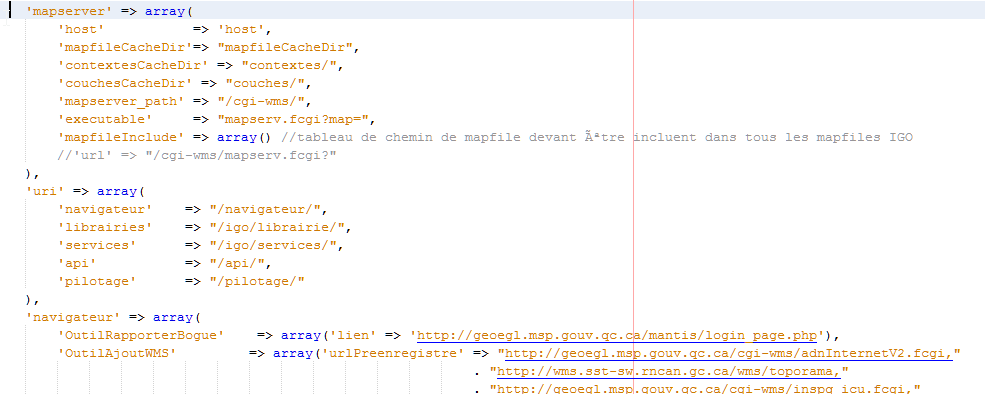 'mapserver' => array(
'host' => 'host',
'mapfileCacheDir'=> "mapfileCacheDir",
'contextesCacheDir' => "contextes/",
'couchesCacheDir' => "couches/",
'mapserver_path' => "/cgi-wms/",
'executable' => "mapserv.fcgi?map=",
'mapfileInclude' => array() //tableau de chemin de mapfile devant Ãªtre incluent dans tous les mapfiles IGO
//'url' => "/cgi-wms/mapserv.fcgi?"
),
'uri' => array(
'navigateur' => "/navigateur/",
'librairies' => "/igo/librairie/",
'services' => "/igo/services/",
'api' => "/api/",
'pilotage' => "/pilotage/"
),
'navigateur' => array(
'OutilRapporterBogue' => array('lien' => 'http://geoegl.msp.gouv.qc.ca/mantis/login_page.php'),
'OutilAjoutWMS' => array('urlPreenregistre' => "http://geoegl.msp.gouv.qc.ca/cgi-wms/adnInternetV2.fcgi,"
. "http://wms.sst-sw.rncan.gc.ca/wms/toporama,"
. "http://geoegl.msp.gouv.qc.ca/cgi-wms/inspq_icu.fcgi,"